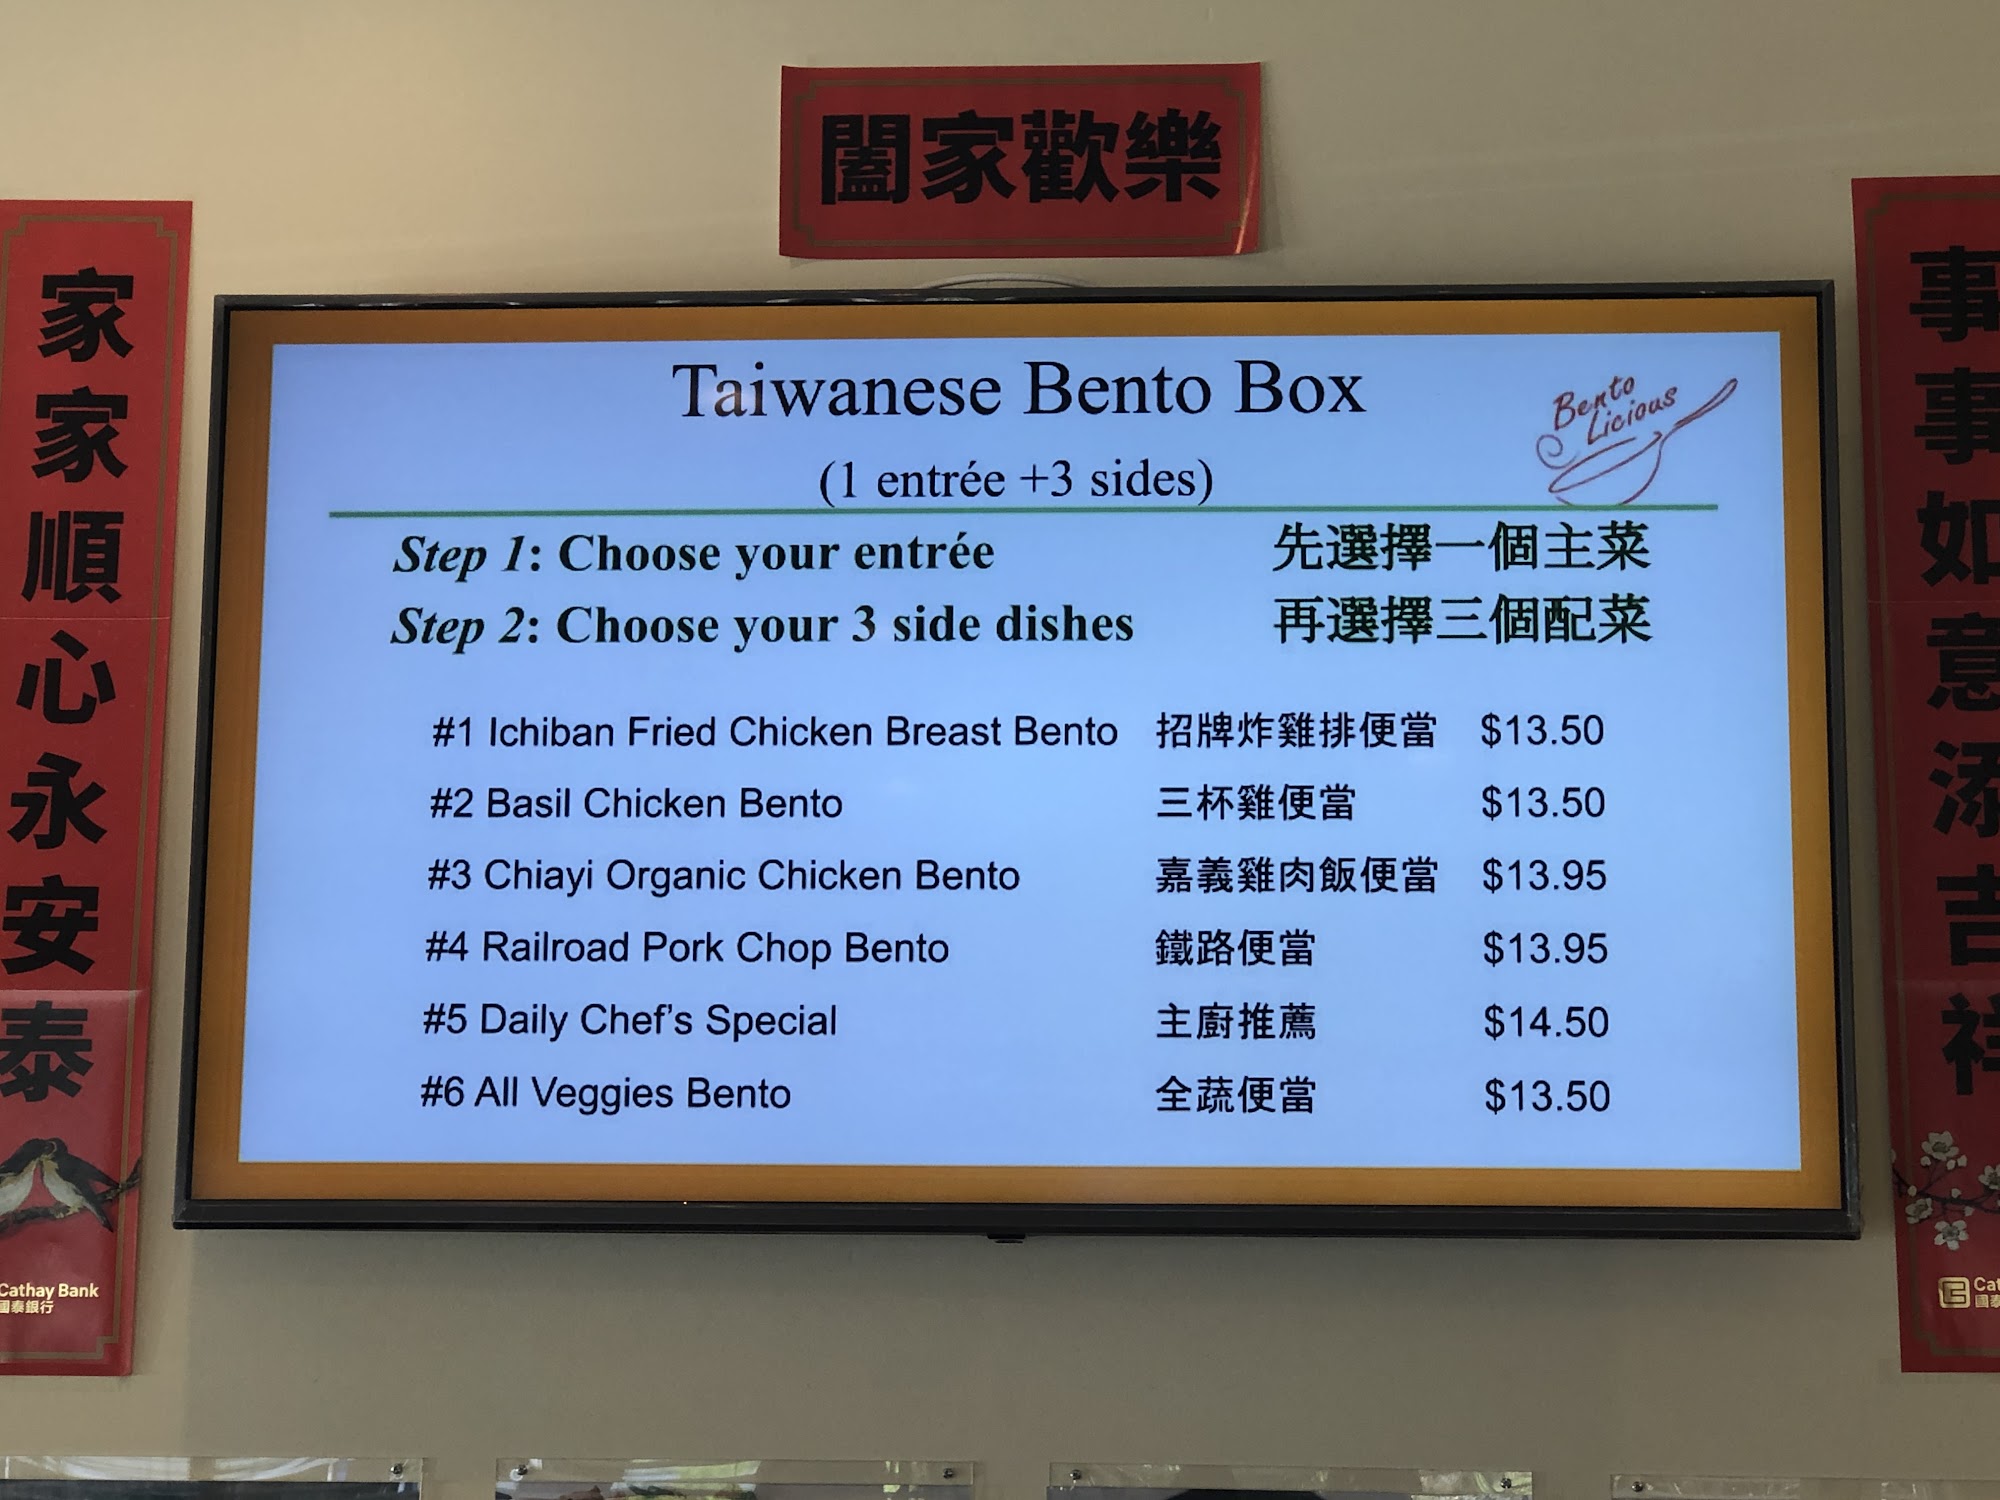 闔家歡樂
家家順心永安泰
Cathay Bank
國泰銀行
Taiwanese Bento Box
Bento
Licious
(1 entrée +3 sides)
Step 1: Choose your entrée 先選擇一個主菜
Step 2: Choose your 3 side dishes 再選擇三個配菜
#1 Ichiban Fried Chicken Breast Bento 招牌炸雞排便當 $13.50
#2 Basil Chicken Bento 三杯雞便當 $13.50
#3 Chiayi Organic Chicken Bento 嘉義雞肉飯便當 $13.95
#4 Railroad Pork Chop Bento 鐵路便當 $13.95
#5 Daily Chef's Special 主廚推薦 $14.50
#6 All Veggies Bento 全蔬便當 $13.50
事事如意添吉祥